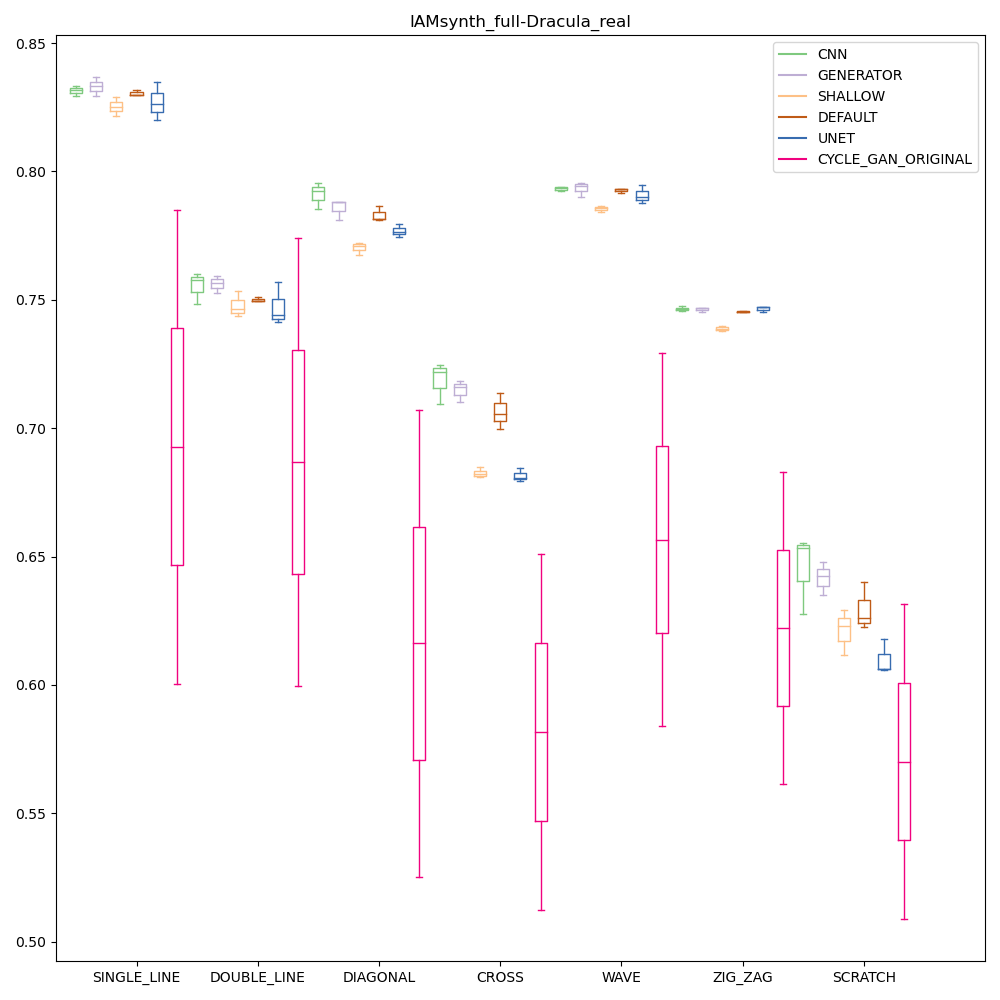 IAMsynth_full-Dracula_real
0.85
0.80
0.75
0.70
0.65
0.60
0.55
0.50
CNN
GENERATOR
SHALLOW
DEFAULT
UNET
CYCLE_GAN_ORIGINAL
SINGLE_LINE DOUBLE_LINE DIAGONAL CROSS WAVE ZIG_ZAG SCRATCH